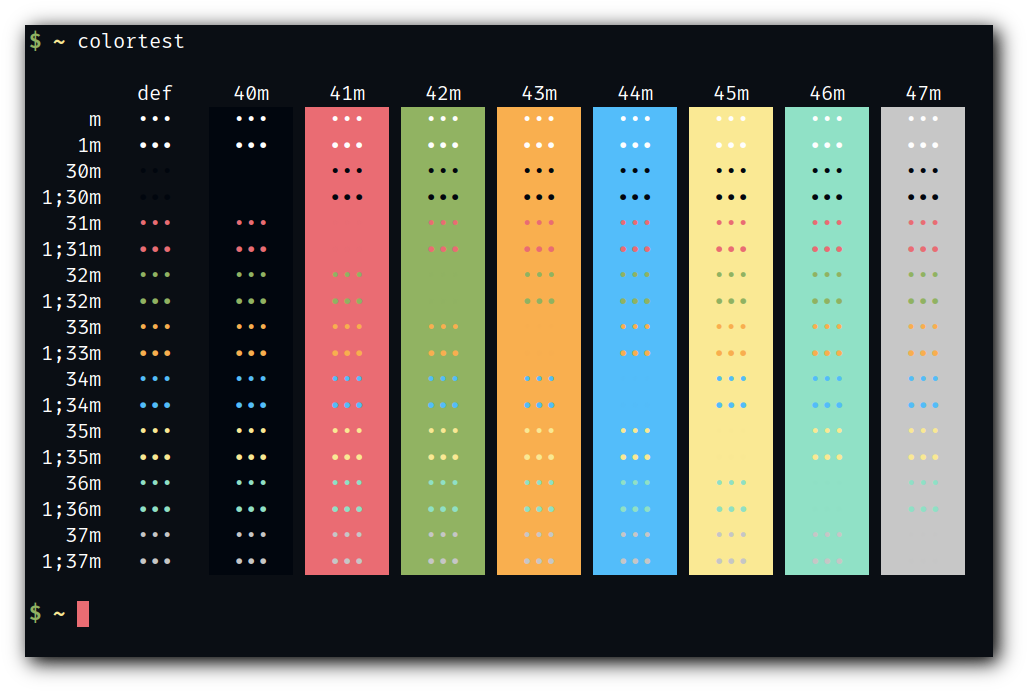 $ ~ colortest
def 40m 41m 42m 43m 44m 45m 46m 47m
m ••• ••• ••• ••• ••• ••• ••• ••• •••
1m ••• ••• ••• ••• ••• ••• ••• ••• •••
30m ••• ••• ••• ••• ••• ••• ••• •••
1;30m ••• ••• ••• ••• ••• ••• ••• •••
31m ••• ••• ••• ••• ••• ••• ••• •••
1;31m ••• ••• ••• ••• ••• ••• ••• •••
32m ••• ••• ••• ••• ••• ••• ••• •••
1;32m ••• ••• ••• ••• ••• ••• ••• •••
33m ••• ••• ••• ••• ••• ••• ••• •••
1;33m ••• ••• ••• ••• ••• ••• ••• •••
34m ••• ••• ••• ••• ••• ••• ••• •••
1;34m ••• ••• ••• ••• ••• ••• ••• •••
35m ••• ••• ••• ••• ••• ••• ••• •••
1;35m ••• ••• ••• ••• ••• ••• ••• •••
36m ••• ••• ••• ••• ••• ••• ••• •••
1;36m ••• ••• ••• ••• ••• ••• ••• •••
37m ••• ••• ••• ••• ••• ••• ••• •••
1;37m ••• ••• ••• ••• ••• ••• ••• •••
$ ~